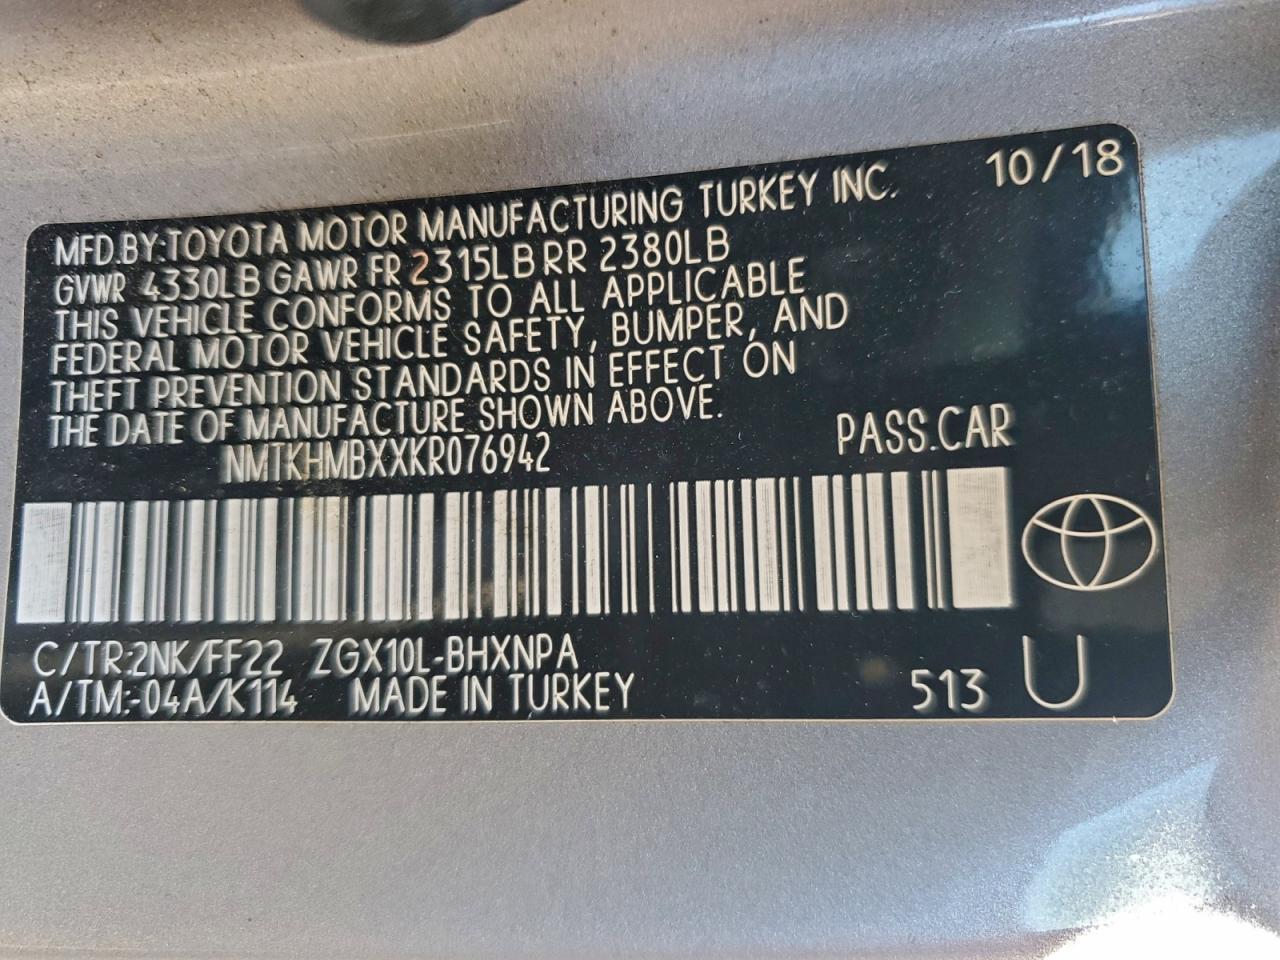 10/18
MFD.BY:TOYOTA MOTOR MANUFACTURING TURKEY INC.
GVWR 4330LB GAWR FR 2315LB RR 2380LB
THIS VEHICLE CONFORMS TO ALL APPLICABLE
FEDERAL MOTOR VEHICLE SAFETY, BUMPER, AND
THEFT PREVENTION STANDARDS IN EFFECT ON
THE DATE OF MANUFACTURE SHOWN ABOVE.
NMTKHMBXXKR076942 PASS.CAR
C/TR:2NK/FF22 ZGX10L-BHXNPA
A/TM:-04A/K114 MADE IN TURKEY 513 U